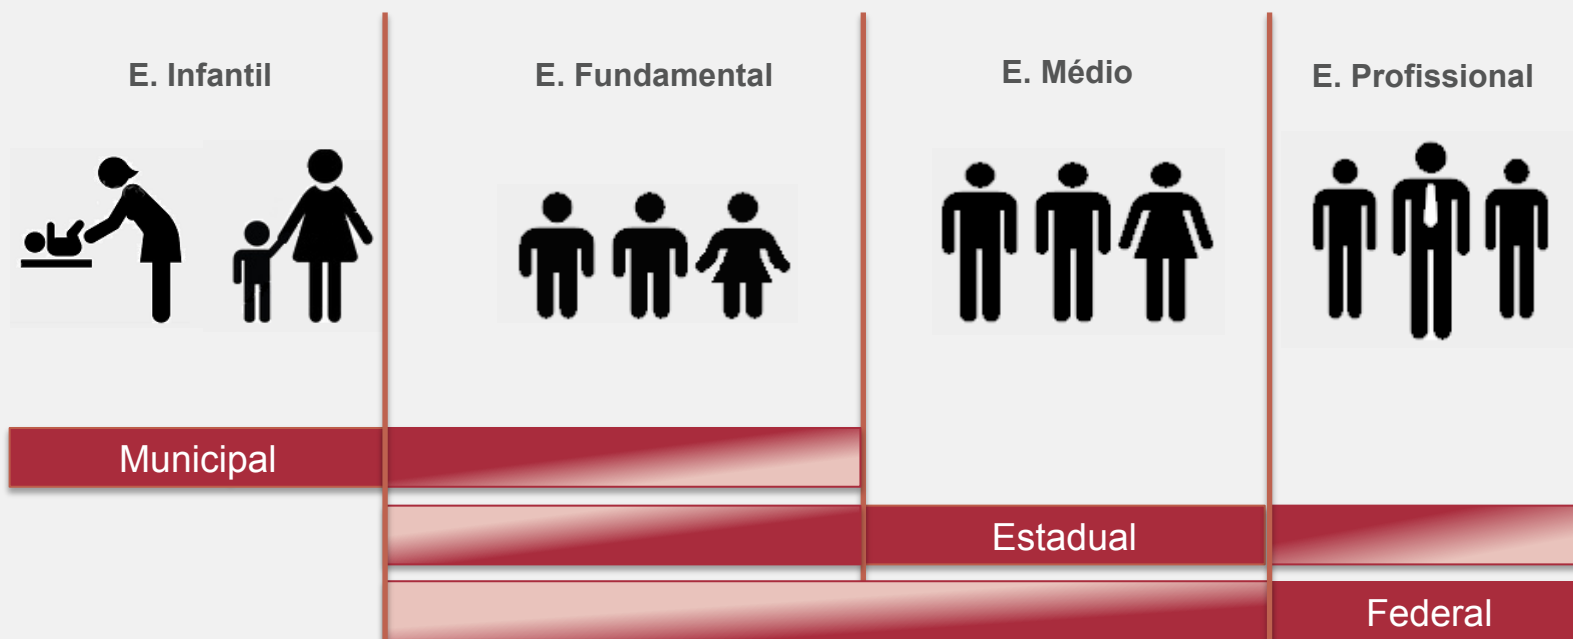 E. Infantil
E. Fundamental
E. Médio
E. Profissional
Municipal
Estadual
Federal